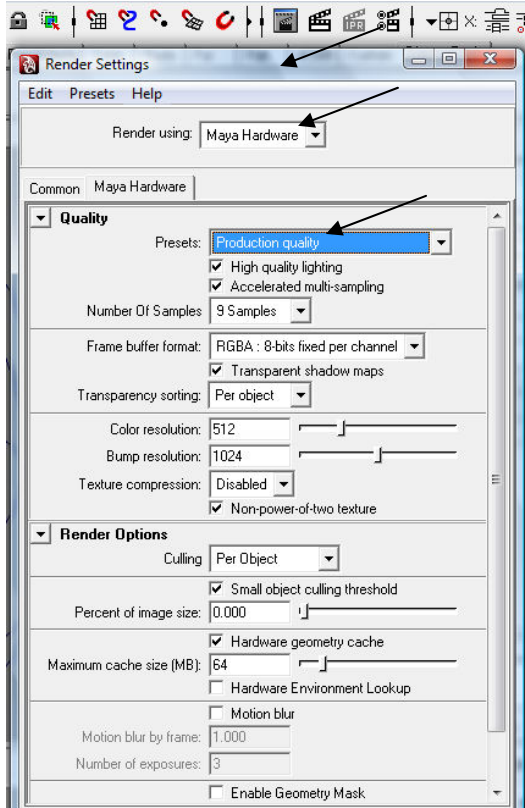 IPR
Render Settings
Edit Presets Help
Render using: Maya Hardware
Common Maya Hardware
Quality
Presets: Production quality
High quality lighting
Accelerated multi-sampling
Number Of Samples 9 Samples
Frame buffer format: RGBA : 8-bits fixed per channel
Transparent shadow maps
Transparency sorting: Per object
Color resolution: 512
Bump resolution: 1024
Texture compression: Disabled
Non-power-of-two texture
Render Options
Culling Per Object
Small object culling threshold
Percent of image size: 0.000
Hardware geometry cache
Maximum cache size (MB): 64
Hardware Environment Lookup
Motion blur
Motion blur by frame: 1.000
Number of exposures: 3
Enable Geometry Mask